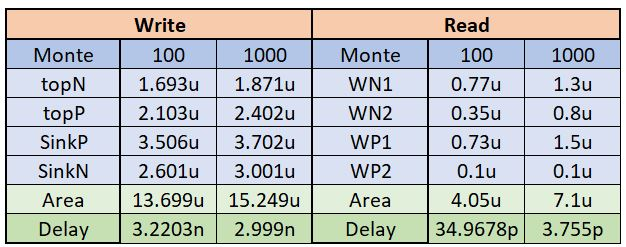 Write Read
Monte 100 1000 Monte 100 1000
topN 1.693u 1.871u WN1 0.77u 1.3u
topP 2.103u 2.402u WN2 0.35u 0.8u
SinkP 3.506u 3.702u WP1 0.73u 1.5u
SinkN 2.601u 3.001u WP2 0.1u 0.1u
Area 13.699u 15.249u Area 4.05u 7.1u
Delay 3.2203n 2.999n Delay 34.9678p 3.755p